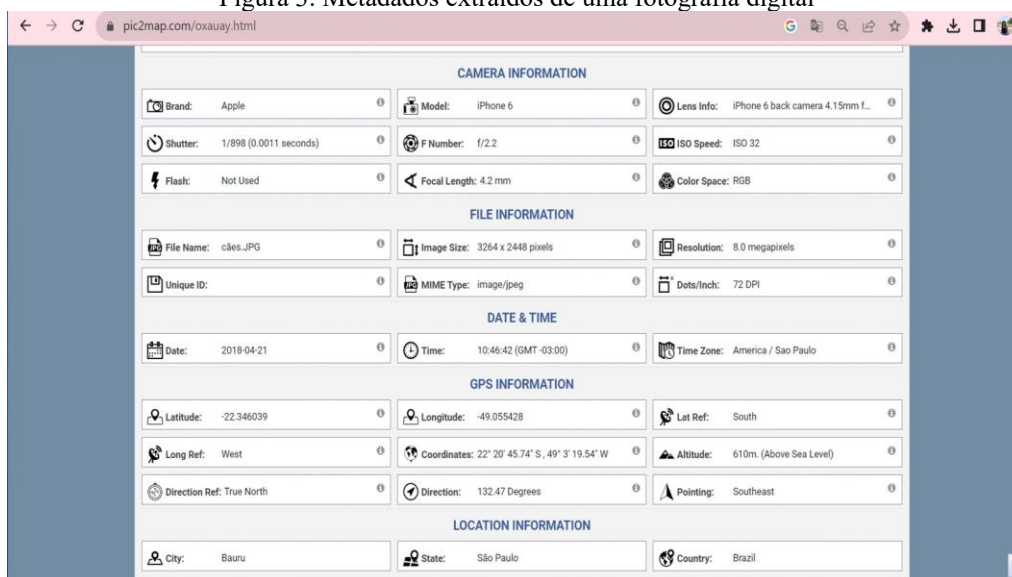 Figura 3. Metadados extraídos de uma fotografia digital
pic2map.com/oxauay.html
CAMERA INFORMATION
Brand: Apple Model: iPhone 6 Lens Info: iPhone 6 back camera 4.15mm f...
Shutter: 1/898 (0.0011 seconds) F Number: f/2.2 ISO ISO Speed: ISO 32
Flash: Not Used Focal Length: 4.2 mm Color Space: RGB
FILE INFORMATION
File Name: cães.JPG Image Size: 3264 x 2448 pixels Resolution: 8.0 megapixels
Unique ID: MIME Type: image/jpeg Dots/Inch: 72 DPI
DATE & TIME
Date: 2018-04-21 Time: 10:46:42 (GMT -03:00) Time Zone: America / Sao Paulo
GPS INFORMATION
Latitude: -22.346039 Longitude: -49.055428 Lat Ref: South
Long Ref: West Coordinates: 22° 20' 45.74" S , 49° 3' 19.54" W Altitude: 610m. (Above Sea Level)
Direction Ref: True North Direction: 132.47 Degrees Pointing: Southeast
LOCATION INFORMATION
City: Bauru State: São Paulo Country: Brazil